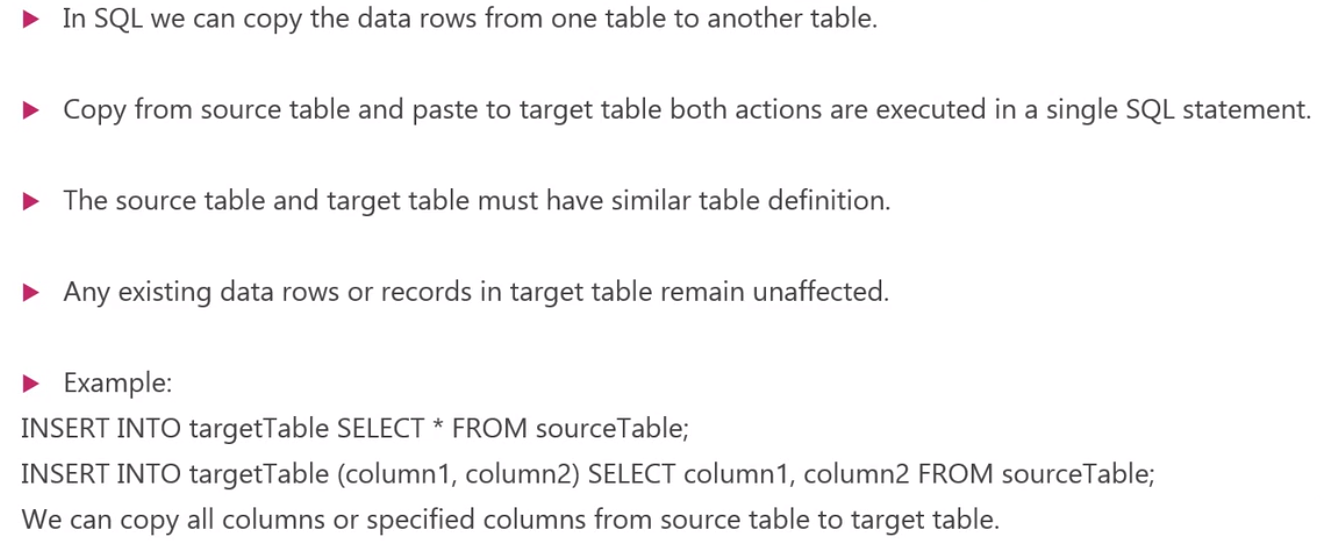 In SQL we can copy the data rows from one table to another table.
Copy from source table and paste to target table both actions are executed in a single SQL statement.
The source table and target table must have similar table definition.
Any existing data rows or records in target table remain unaffected.
Example:
INSERT INTO targetTable SELECT * FROM sourceTable;
INSERT INTO targetTable (column1, column2) SELECT column1, column2 FROM sourceTable;
We can copy all columns or specified columns from source table to target table.